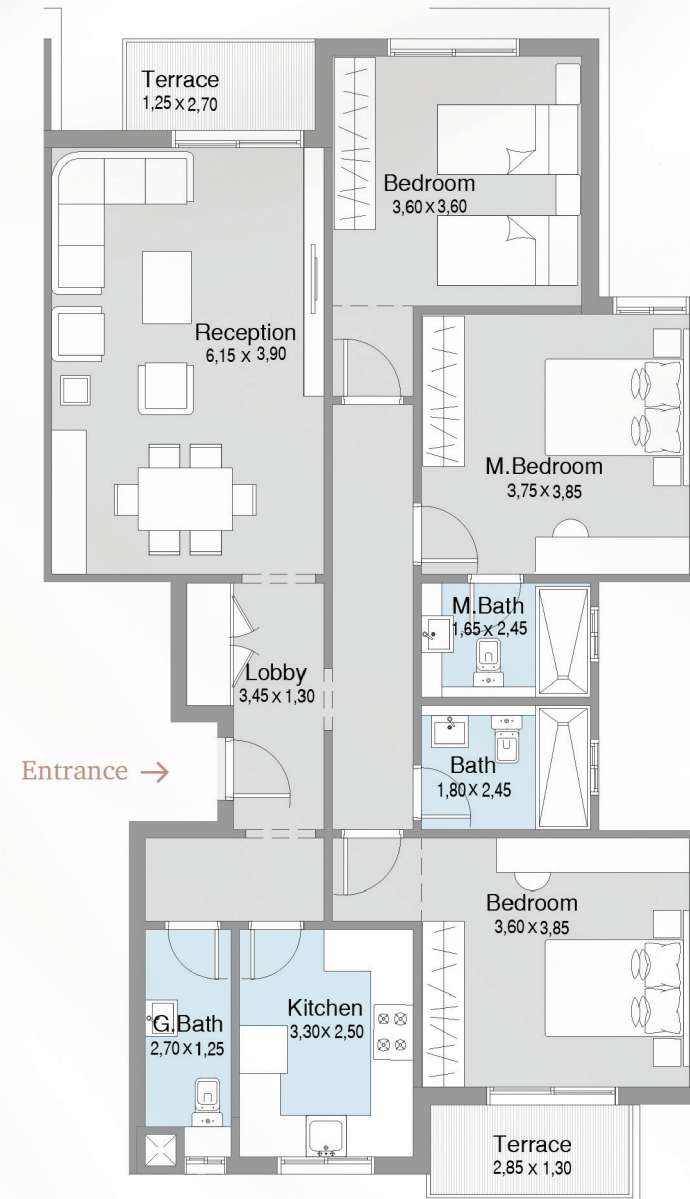 Terrace
1,25 x 2,70
Bedroom
3,60 x 3,60
Reception
6,15 x 3,90
M.Bedroom
3,75 x 3,85
M.Bath
1,65 x 2,45
Lobby
3,45 x 1,30
Entrance →
Bath
1,80 x 2,45
Bedroom
3,60 x 3,85
Kitchen
3,30 x 2,50
G.Bath
2,70 x 1,25
Terrace
2,85 x 1,30